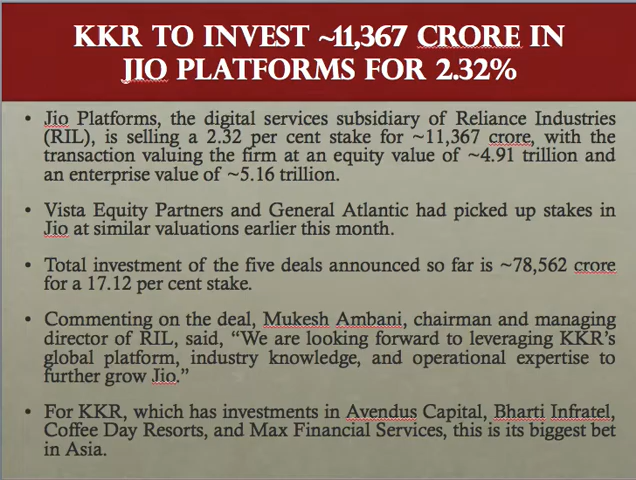 KKR TO INVEST ~11,367 CRORE IN
JIO PLATFORMS FOR 2.32%
• Jio Platforms, the digital services subsidiary of Reliance Industries
(RIL), is selling a 2.32 per cent stake for ~11,367 crore, with the
transaction valuing the firm at an equity value of ~4.91 trillion and
an enterprise value of ~5.16 trillion.
• Vista Equity Partners and General Atlantic had picked up stakes in
Jio at similar valuations earlier this month.
• Total investment of the five deals announced so far is ~78,562 crore
for a 17.12 per cent stake.
• Commenting on the deal, Mukesh Ambani, chairman and managing
director of RIL, said, “We are looking forward to leveraging KKR’s
global platform, industry knowledge, and operational expertise to
further grow Jio.”
• For KKR, which has investments in Avendus Capital, Bharti Infratel,
Coffee Day Resorts, and Max Financial Services, this is its biggest bet
in Asia.